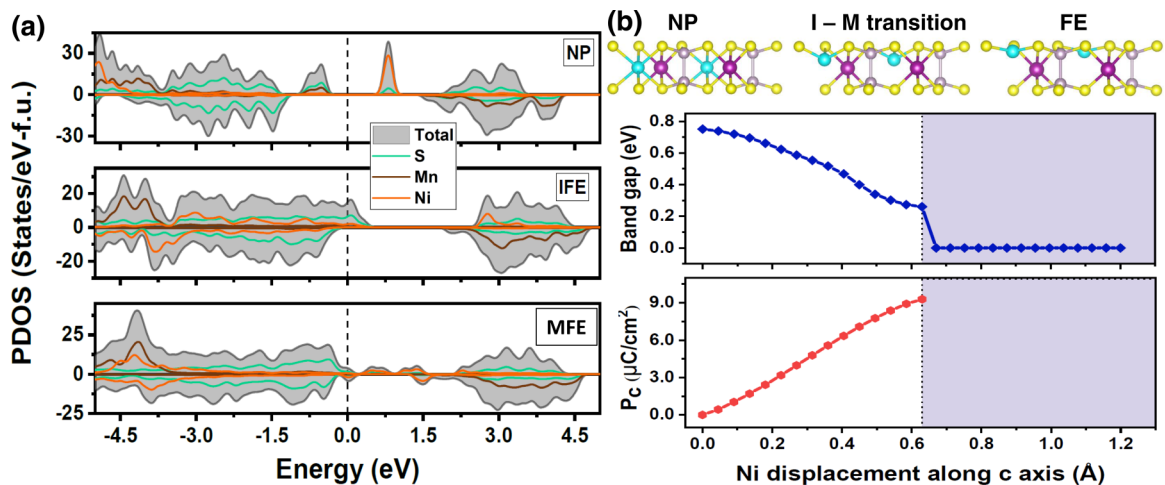 (a)
NP
30
0
-30
Total
S
Mn
Ni
IFE
20
0
-20
MFE
25
0
-25
PDOS (States/eV-f.u.)
-4.5 -3.0 -1.5 0.0 1.5 3.0 4.5
Energy (eV)
(b)
NP I – M transition FE
0.8
0.6
0.4
0.2
0.0
Band gap (eV)
9.0
6.0
3.0
0.0
PC (μC/cm2)
0.0 0.2 0.4 0.6 0.8 1.0 1.2
Ni displacement along c axis (Å)